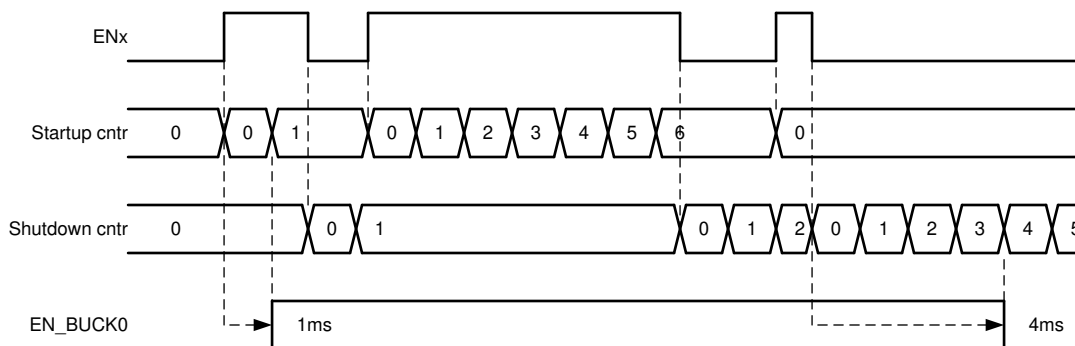 ENx
Startup cntr 0 0 1 0 1 2 3 4 5 6 0
Shutdown cntr 0 0 1 0 1 2 0 1 2 3 4 5
EN_BUCK0 1ms 4ms